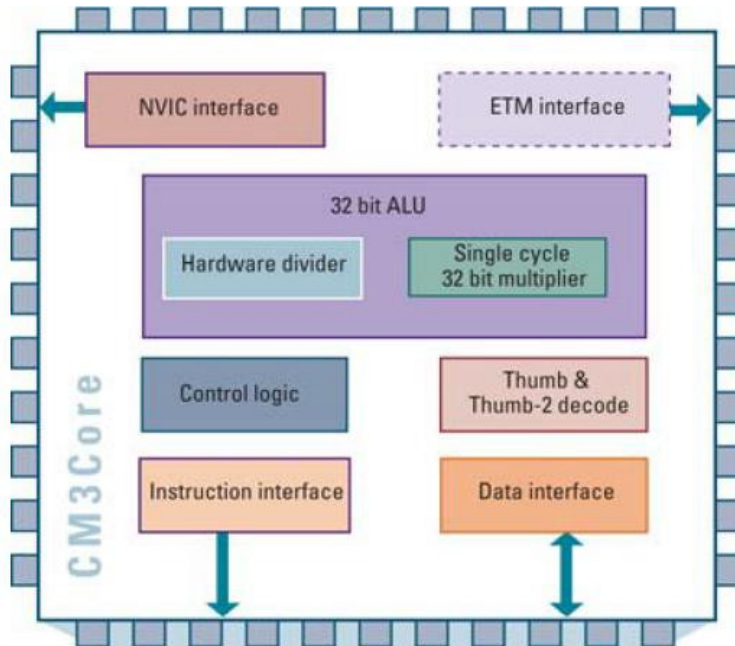 NVIC interface
ETM interface
32 bit ALU
Hardware divider
Single cycle
32 bit multiplier
Control logic
Thumb &
Thumb-2 decode
Instruction interface
Data interface
CM3Core